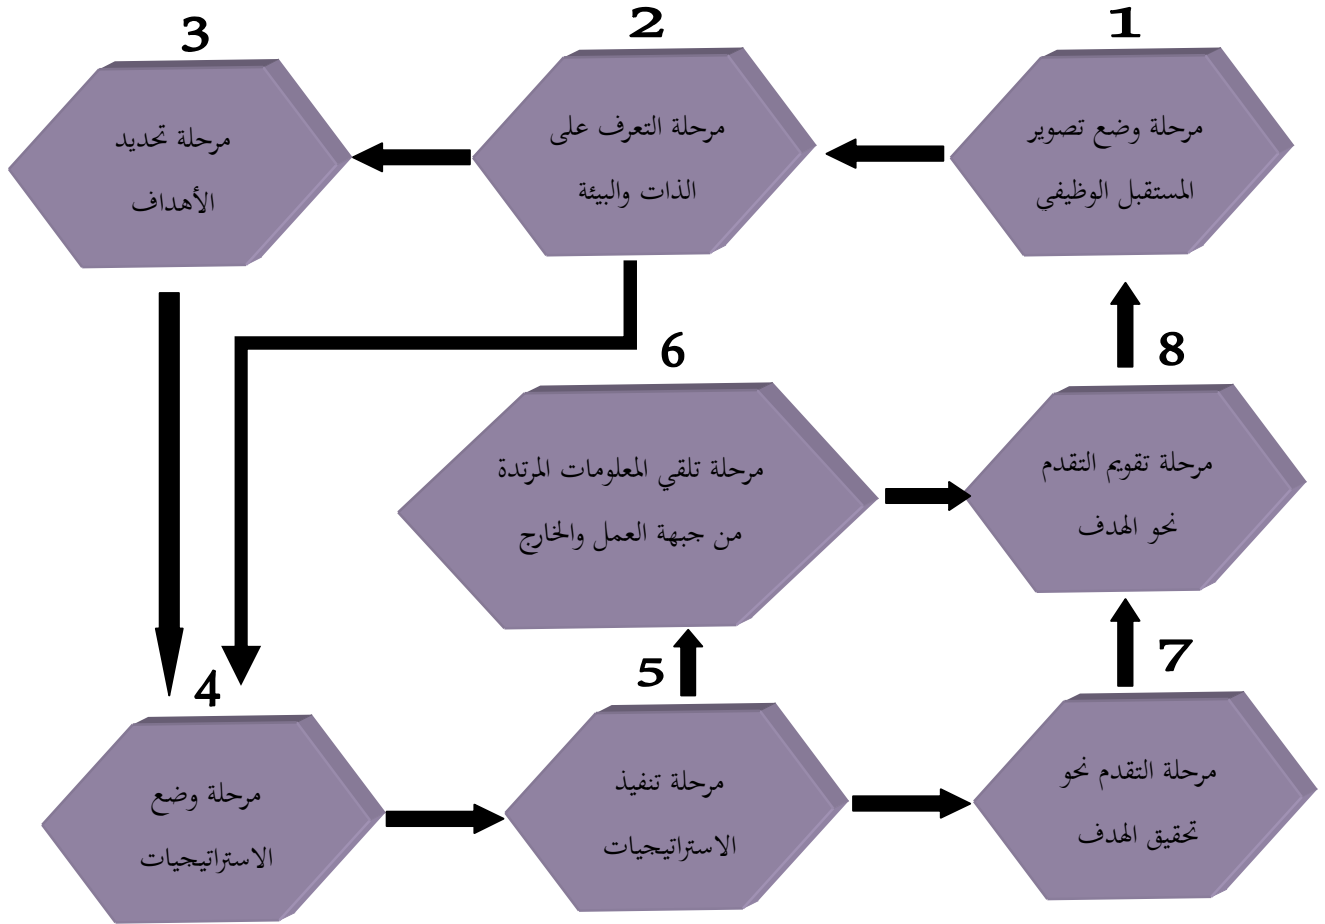 1
مرحلة وضع تصوير
المستقبل الوظيفي
2
مرحلة التعرف على
الذات والبيئة
3
مرحلة تحديد
الأهداف
4
مرحلة وضع
الاستراتيجيات
5
مرحلة تنفيذ
الاستراتيجيات
6
مرحلة تلقي المعلومات المرتدة
من جبهة العمل والخارج
7
مرحلة التقدم نحو
تحقيق الهدف
8
مرحلة تقويم التقدم
نحو الهدف